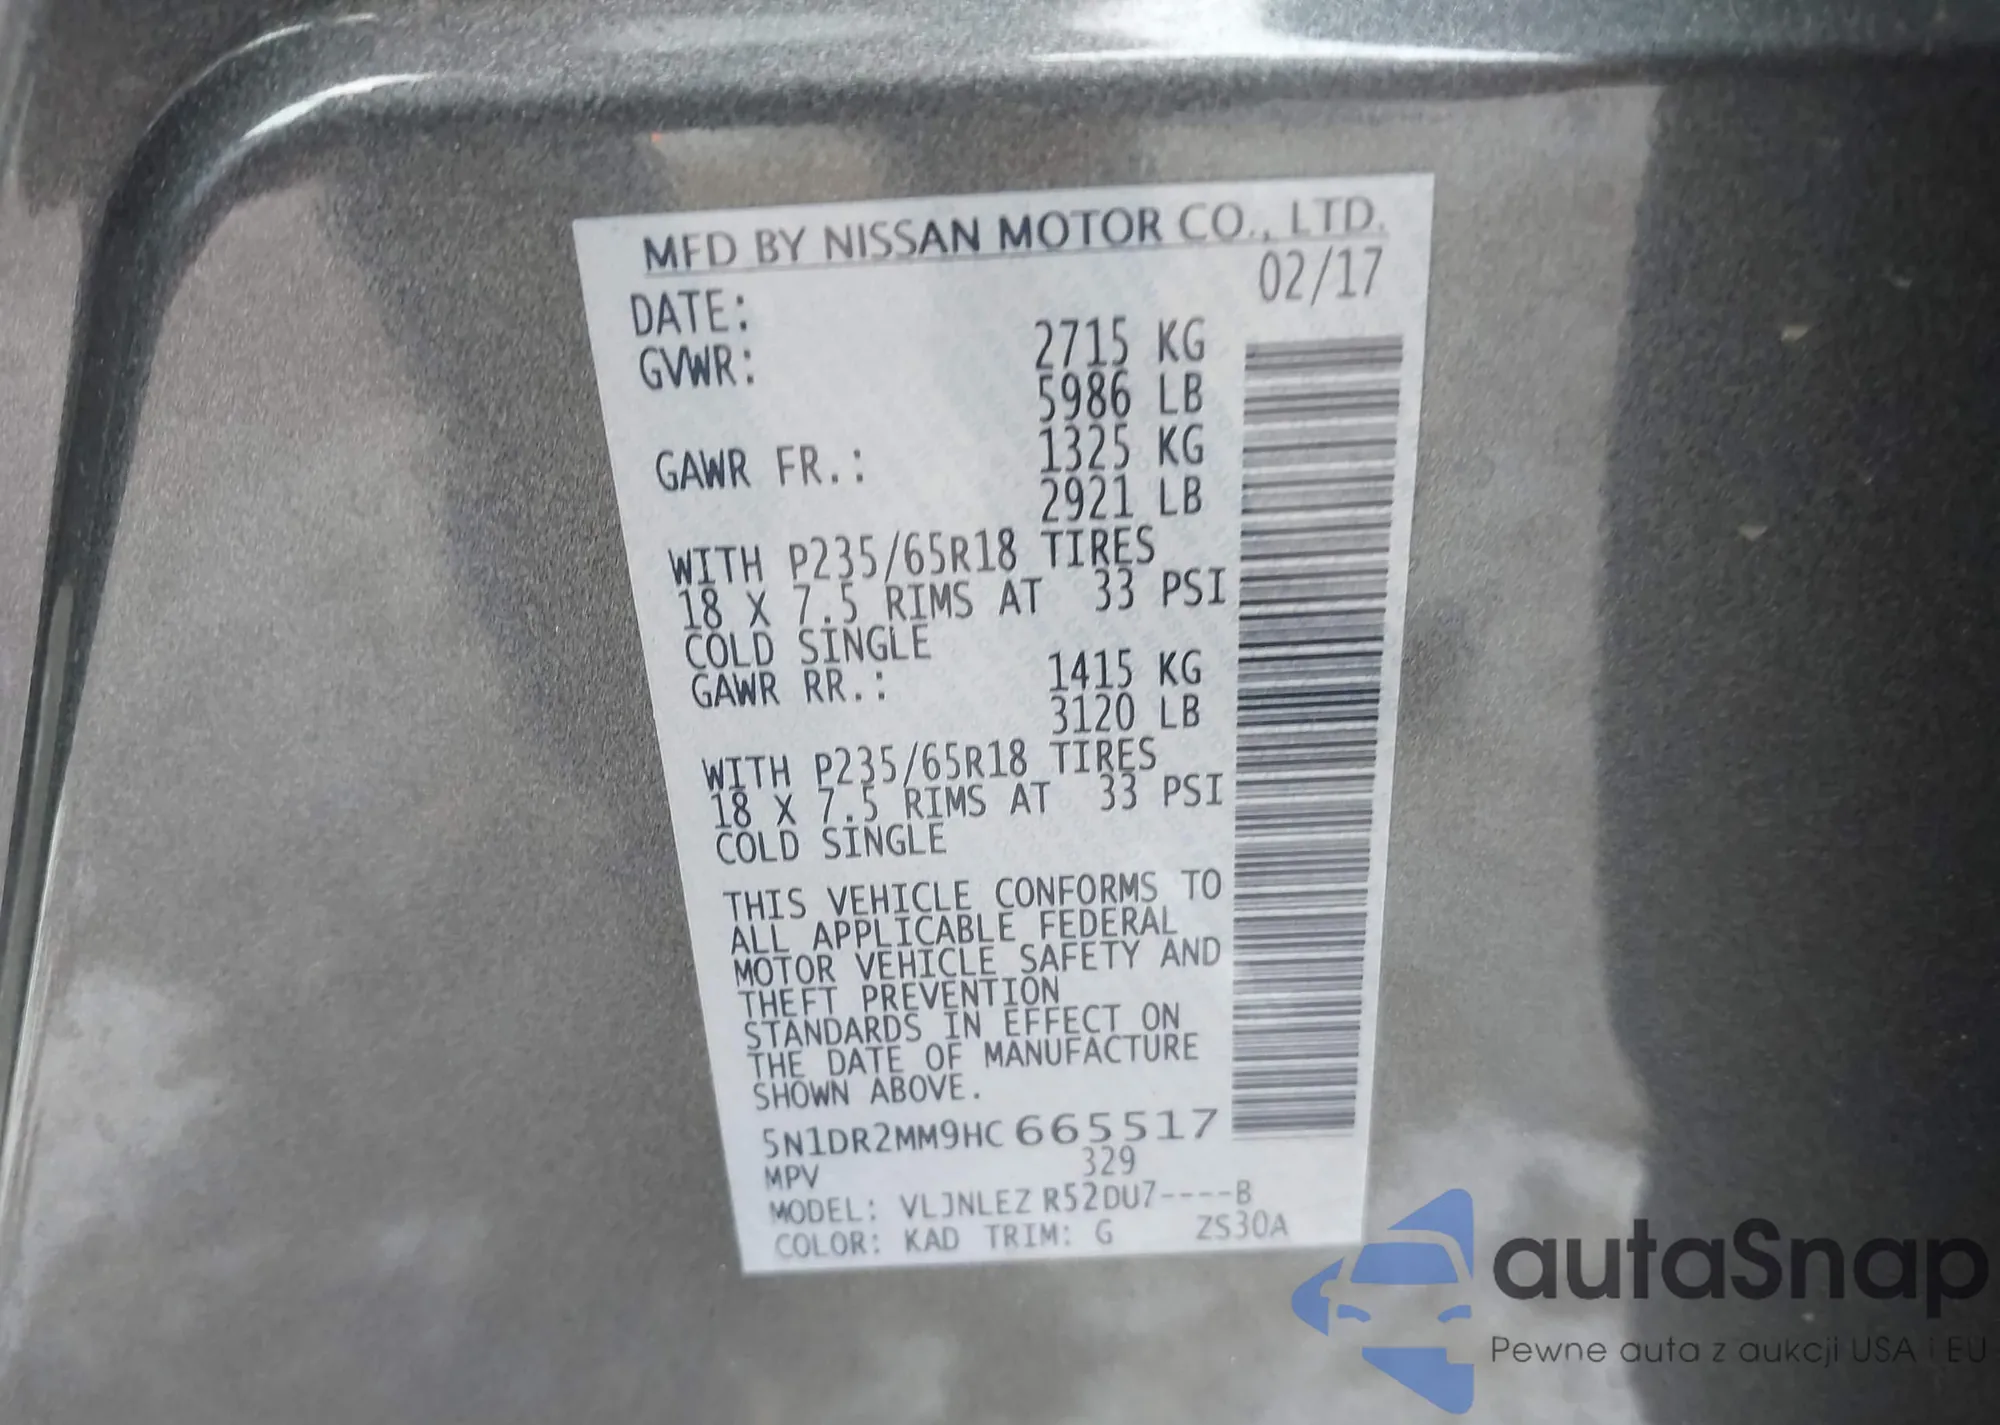 MFD BY NISSAN MOTOR CO., LTD.
DATE: 02/17
GVWR: 2715 KG
5986 LB
GAWR FR.: 1325 KG
2921 LB
WITH P235/65R18 TIRES
18 X 7.5 RIMS AT 33 PSI
COLD SINGLE
GAWR RR.: 1415 KG
3120 LB
WITH P235/65R18 TIRES
18 X 7.5 RIMS AT 33 PSI
COLD SINGLE
THIS VEHICLE CONFORMS TO
ALL APPLICABLE FEDERAL
MOTOR VEHICLE SAFETY AND
THEFT PREVENTION
STANDARDS IN EFFECT ON
THE DATE OF MANUFACTURE
SHOWN ABOVE.
5N1DR2MM9HC665517
MPV 329
MODEL: VLJNLEZ R52DU7----B
COLOR: KAD TRIM: G ZS30A
autaSnap
Pewne auta z aukcji USA i EU